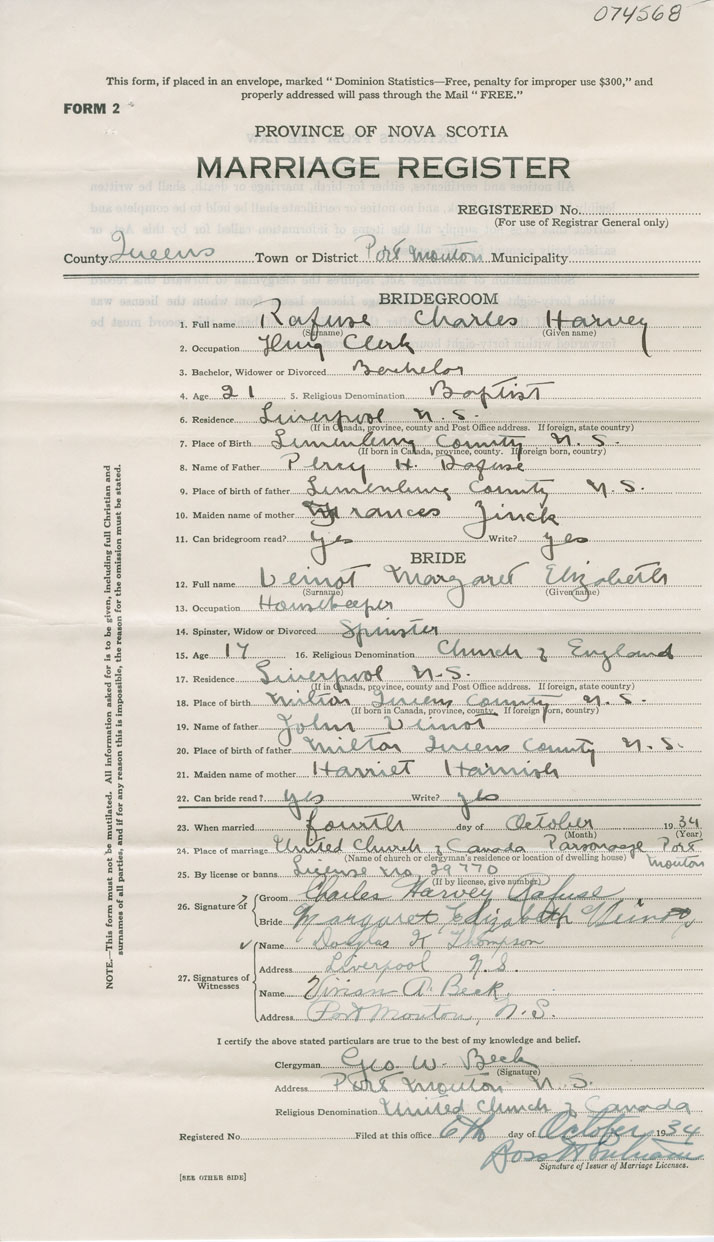 074568
This form, if placed in an envelope, marked “ Dominion Statistics—Free, penalty for improper use $300,” and
properly addressed will pass through the Mail “ FREE.”
FORM 2
PROVINCE OF NOVA SCOTIA
MARRIAGE REGISTER
REGISTERED No.
(For use of Registrar General only)
County Queens Town or District Port Mouton Municipality
BRIDEGROOM
1. Full name Rafuse Charles Harvey
(Surname) (Given name)
2. Occupation Clerk
3. Bachelor, Widower or Divorced Bachelor
4. Age 21 5. Religious Denomination Baptist
6. Residence Liverpool N.S.
(If in Canada, province, county and Post Office address. If foreign, state country)
7. Place of Birth Lunenburg County N.S.
(If born in Canada, province, county. If foreign born, country)
8. Name of Father Percy H. Rafuse
9. Place of birth of father Lunenburg County N.S.
10. Maiden name of mother Frances Zinck
11. Can bridegroom read? yes Write? yes
BRIDE
12. Full name Veinot Margaret Elizabeth
(Surname) (Given name)
13. Occupation Housekeeper
14. Spinster, Widow or Divorced Spinster
15. Age 17 16. Religious Denomination Church of England
17. Residence Liverpool N.S.
(If in Canada, province, county and Post Office address. If foreign, state country)
18. Place of birth Milton Queens County N.S.
(If born in Canada, province, county. If foreign born, country)
19. Name of father John Veinot
20. Place of birth of father Milton Queens County N.S.
21. Maiden name of mother Harriet Harnish
22. Can bride read? yes Write? yes
23. When married fourth day of October 1934
(Month) (Year)
24. Place of marriage United Church of Canada Parsonage Port
(Name of church or clergyman's residence or location of dwelling house) Mouton
25. By license or banns License No. 29770
(If by license, give number)
26. Signature of Groom Charles Harvey Rafuse
Bride Margaret Elizabeth Veinot
27. Signatures of Witnesses
Name Douglas K Thompson
Address Liverpool N.S.
Name Vivian A. Beck
Address Port Mouton, N.S.
I certify the above stated particulars are true to the best of my knowledge and belief.
Clergyman Geo. W. Beck
(Signature)
Address Port Mouton N.S.
Religious Denomination United Church of Canada
Registered No. Filed at this office 6th day of October 1934
Signature of Issuer of Marriage Licenses.
[SEE OTHER SIDE]
NOTE.—This form must not be mutilated. All information asked for is to be given, including full Christian and
surnames of all parties, and if for any reason this is impossible, the reason for the omission must be stated.